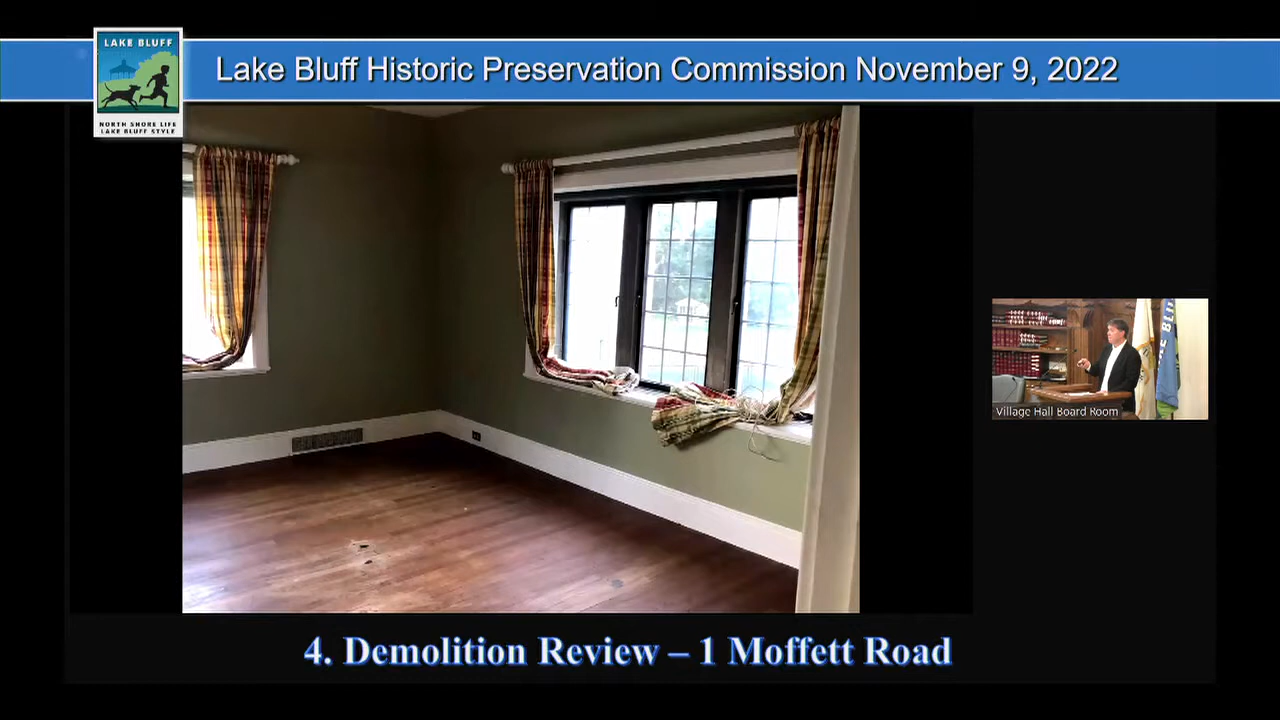 LAKE BLUFF
NORTH SHORE LIFE
LAKE BLUFF STYLE
Lake Bluff Historic Preservation Commission November 9, 2022
Village Hall Board Room
4. Demolition Review – 1 Moffett Road